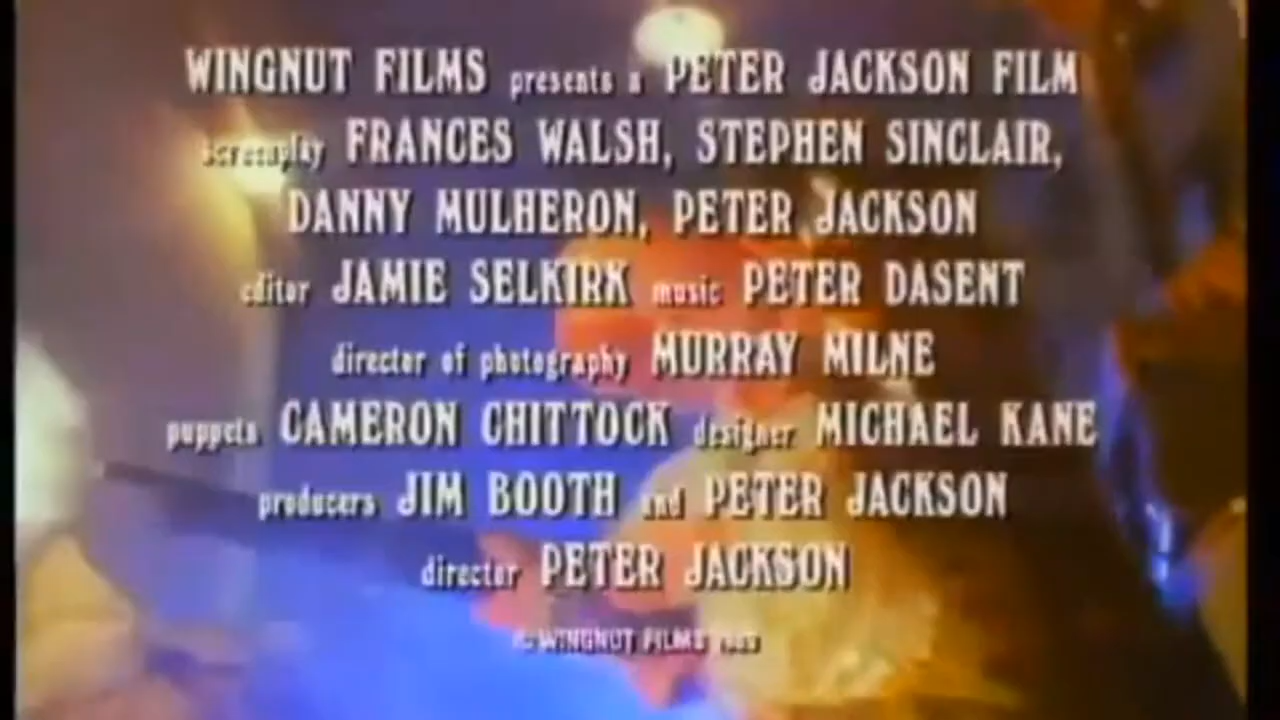 WINGNUT FILMS presents a PETER JACKSON FILM
screenplay FRANCES WALSH, STEPHEN SINCLAIR,
DANNY MULHERON, PETER JACKSON
editor JAMIE SELKIRK music PETER DASENT
director of photography MURRAY MILNE
puppets CAMERON CHITTOCK designer MICHAEL KANE
producers JIM BOOTH and PETER JACKSON
director PETER JACKSON
© WINGNUT FILMS